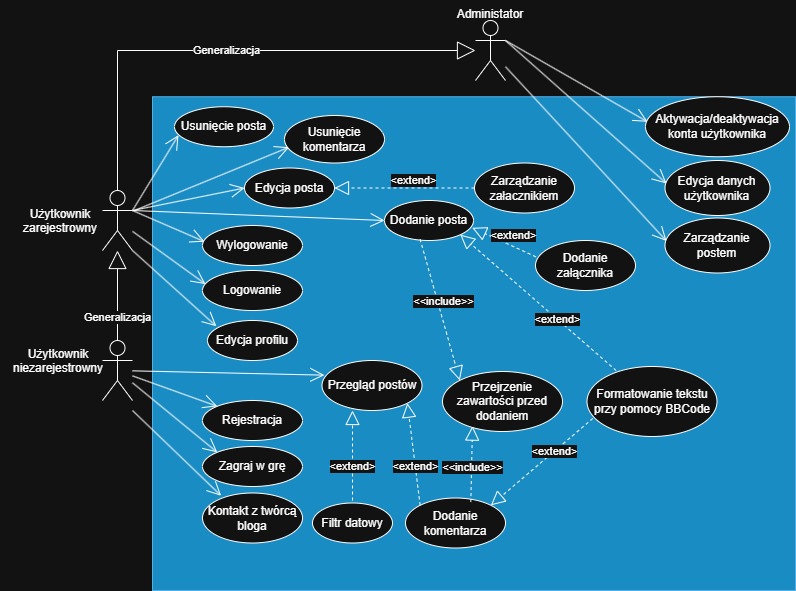 Administator
Generalizacja
Usunięcie posta
Usunięcie
komentarza
Aktywacja/deaktywacja
konta użytkownika
Edycja posta
<extend>
Zarządzanie
załacznikiem
Edycja danych
użytkownika
Użytkownik
zarejestrowny
Dodanie posta
<extend>
Wylogowanie
Dodanie
załącznika
Zarządzanie
postem
Logowanie
<<include>>
Generalizacja
<extend>
Edycja profilu
Użytkownik
niezarejestrowny
Przegląd postów
Przejrzenie
zawartości przed
dodaniem
Formatowanie tekstu
przy pomocy BBCode
Rejestracja
<extend>
Zagraj w grę
<extend>
<extend>
<<include>>
Kontakt z twórcą
bloga
Filtr datowy
Dodanie
komentarza